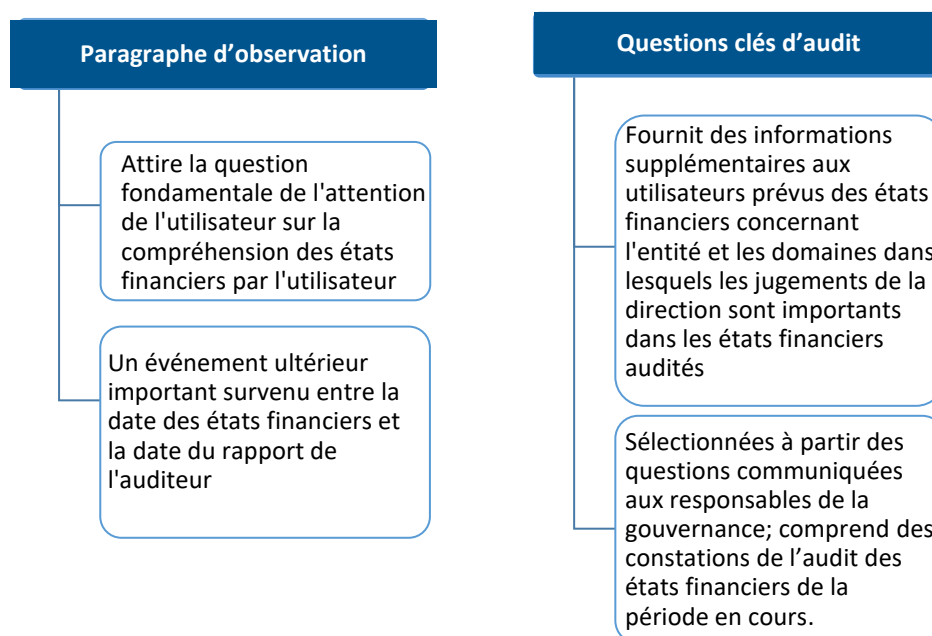 Paragraphe d'observation
Attire la question
fondamentale de l'attention
de l'utilisateur sur la
compréhension des états
financiers par l'utilisateur
Un événement ultérieur
important survenu entre la
date des états financiers et
la date du rapport de
l'auditeur
Questions clés d'audit
Fournit des informations
supplémentaires aux
utilisateurs prévus des états
financiers concernant
l'entité et les domaines dans
lesquels les jugements de la
direction sont importants
dans les états financiers
audités
Sélectionnées à partir des
questions communiquées
aux responsables de la
gouvernance; comprend des
constations de l’audit des
états financiers de la
période en cours.